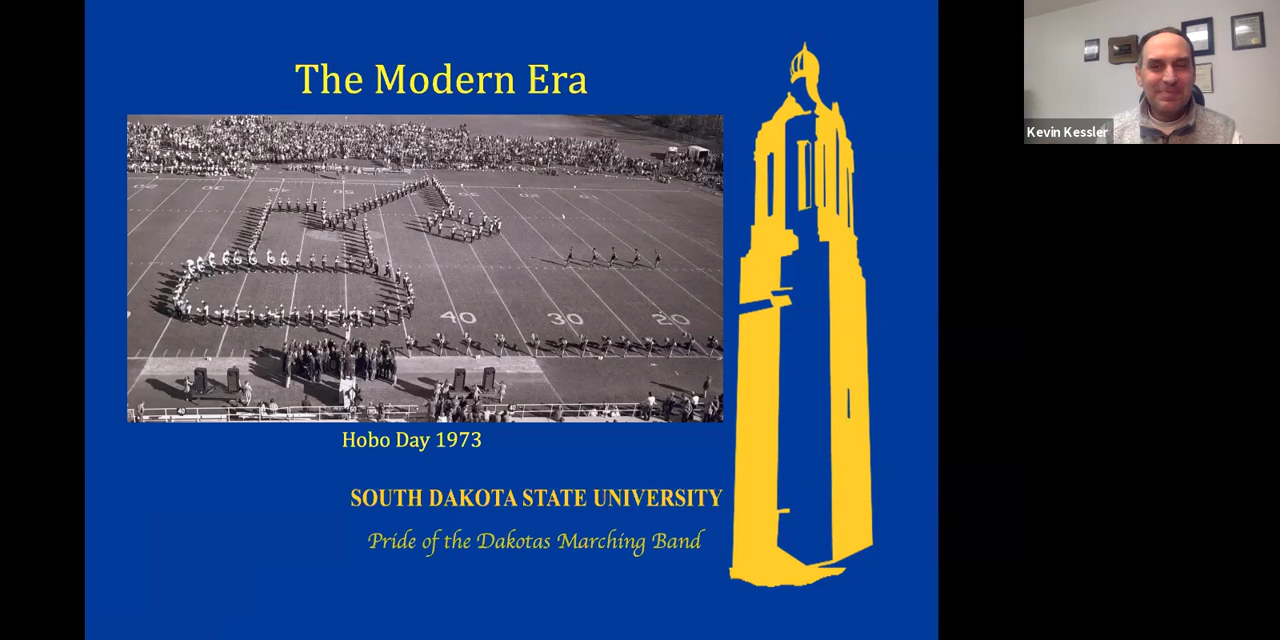 The Modern Era
Kevin Kessler
40 30 20
Hobo Day 1973
SOUTH DAKOTA STATE UNIVERSITY
Pride of the Dakotas Marching Band